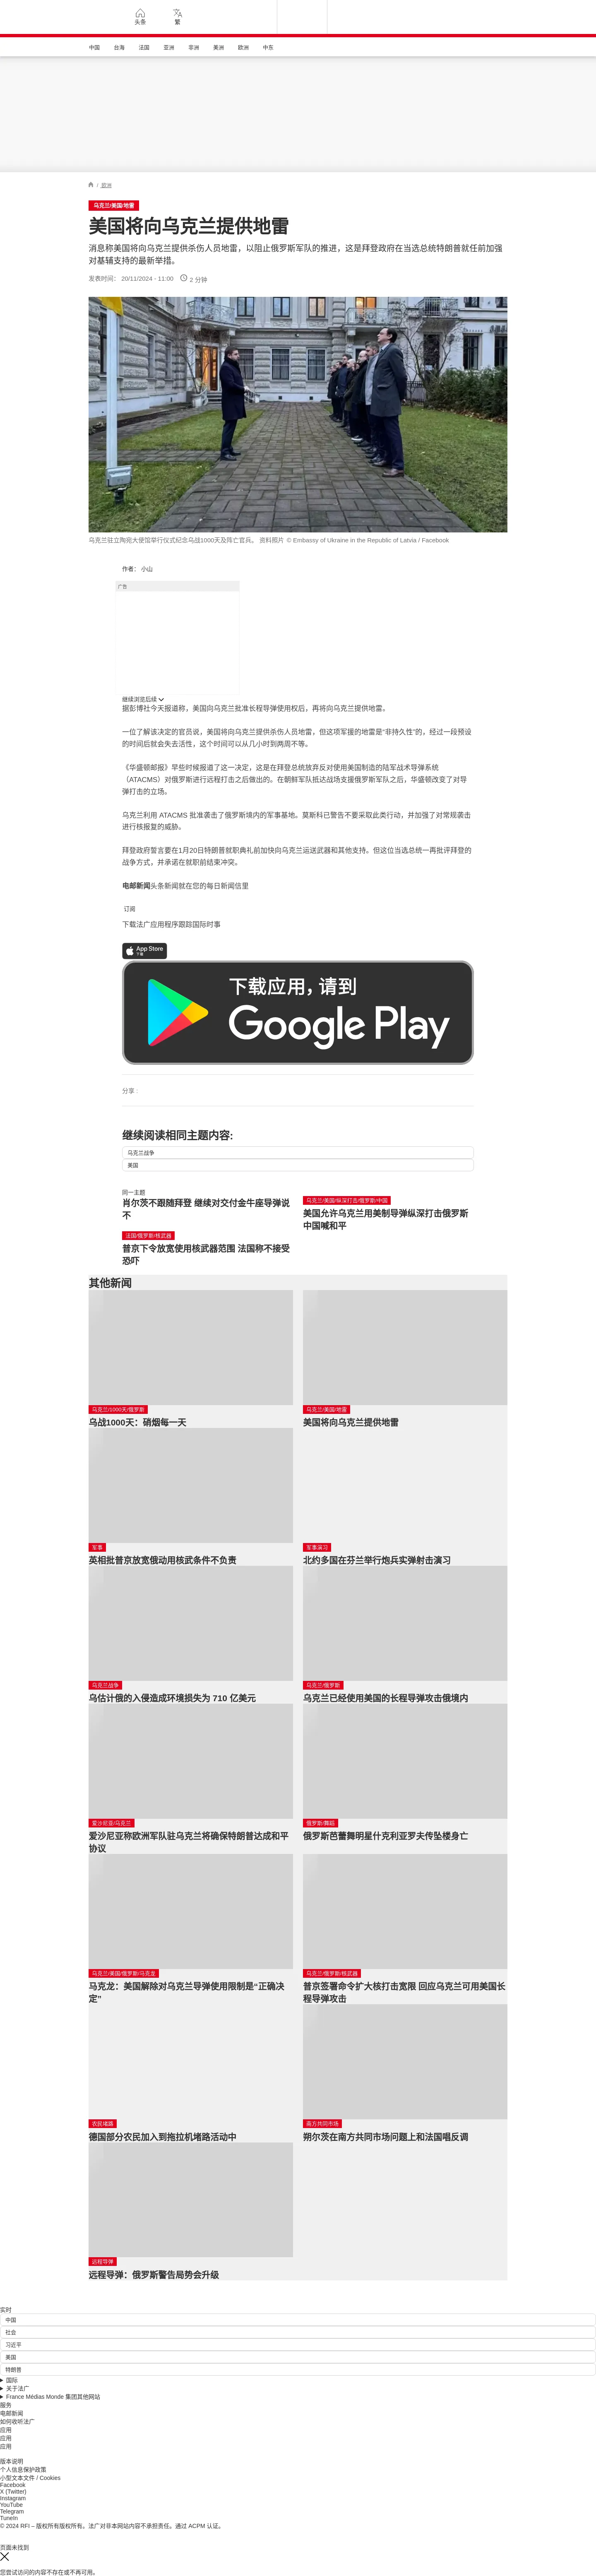 头条
繁
中国 台海 法国 亚洲 非洲 美洲 欧洲 中东
/ 欧洲
乌克兰/美国/地雷
美国将向乌克兰提供地雷
消息称美国将向乌克兰提供杀伤人员地雷，以阻止俄罗斯军队的推进，这是拜登政府在当选总统特朗普就任前加强
对基辅支持的最新举措。
发表时间： 20/11/2024 - 11:00 2 分钟
乌克兰驻立陶宛大使馆举行仪式纪念乌战1000天及阵亡官兵。 资料照片 © Embassy of Ukraine in the Republic of Latvia / Facebook
作者： 小山
广告
继续浏览后续
据彭博社今天报道称，美国向乌克兰批准长程导弹使用权后，再将向乌克兰提供地雷。
一位了解该决定的官员说，美国将向乌克兰提供杀伤人员地雷，但这项军援的地雷是“非持久性”的，经过一段预设
的时间后就会失去活性，这个时间可以从几小时到两周不等。
《华盛顿邮报》早些时候报道了这一决定，这是在拜登总统放弃反对使用美国制造的陆军战术导弹系统
（ATACMS）对俄罗斯进行远程打击之后做出的。在朝鲜军队抵达战场支援俄罗斯军队之后，华盛顿改变了对导
弹打击的立场。
乌克兰利用 ATACMS 批准袭击了俄罗斯境内的军事基地。莫斯科已警告不要采取此类行动，并加强了对常规袭击
进行核报复的威胁。
拜登政府誓言要在1月20日特朗普就职典礼前加快向乌克兰运送武器和其他支持。但这位当选总统一再批评拜登的
战争方式，并承诺在就职前结束冲突。
电邮新闻头条新闻就在您的每日新闻信里
订阅
下载法广应用程序跟踪国际时事
App Store
下载
下载应用，请到
Google Play
分享 :
继续阅读相同主题内容:
乌克兰战争
美国
同一主题
肖尔茨不跟随拜登 继续对交付金牛座导弹说
不
乌克兰/美国/纵深打击/俄罗斯/中国
美国允许乌克兰用美制导弹纵深打击俄罗斯
中国喊和平
法国/俄罗斯/核武器
普京下令放宽使用核武器范围 法国称不接受
恐吓
其他新闻
乌克兰/1000天/俄罗斯
乌战1000天：硝烟每一天
乌克兰/美国/地雷
美国将向乌克兰提供地雷
军事
英相批普京放宽俄动用核武条件不负责
军事演习
北约多国在芬兰举行炮兵实弹射击演习
乌克兰战争
乌估计俄的入侵造成环境损失为 710 亿美元
乌克兰/俄罗斯
乌克兰已经使用美国的长程导弹攻击俄境内
爱沙尼亚/乌克兰
爱沙尼亚称欧洲军队驻乌克兰将确保特朗普达成和平
协议
俄罗斯/舞蹈
俄罗斯芭蕾舞明星什克利亚罗夫传坠楼身亡
乌克兰/美国/俄罗斯/马克龙
马克龙：美国解除对乌克兰导弹使用限制是“正确决
定”
乌克兰/俄罗斯/核武器
普京签署命令扩大核打击宽限 回应乌克兰可用美国长
程导弹攻击
农民堵路
德国部分农民加入到拖拉机堵路活动中
南方共同市场
朔尔茨在南方共同市场问题上和法国唱反调
远程导弹
远程导弹：俄罗斯警告局势会升级
实时
中国
社会
习近平
美国
特朗普
国际
关于法广
France Médias Monde 集团其他网站
服务
电邮新闻
如何收听法广
应用
应用
应用
版本说明
个人信息保护政策
小型文本文件 / Cookies
Facebook
X (Twitter)
Instagram
YouTube
Telegram
TuneIn
© 2024 RFI – 版权所有版权所有。法广对非本网站内容不承担责任。通过 ACPM 认证。
页面未找到
您尝试访问的内容不存在或不再可用。